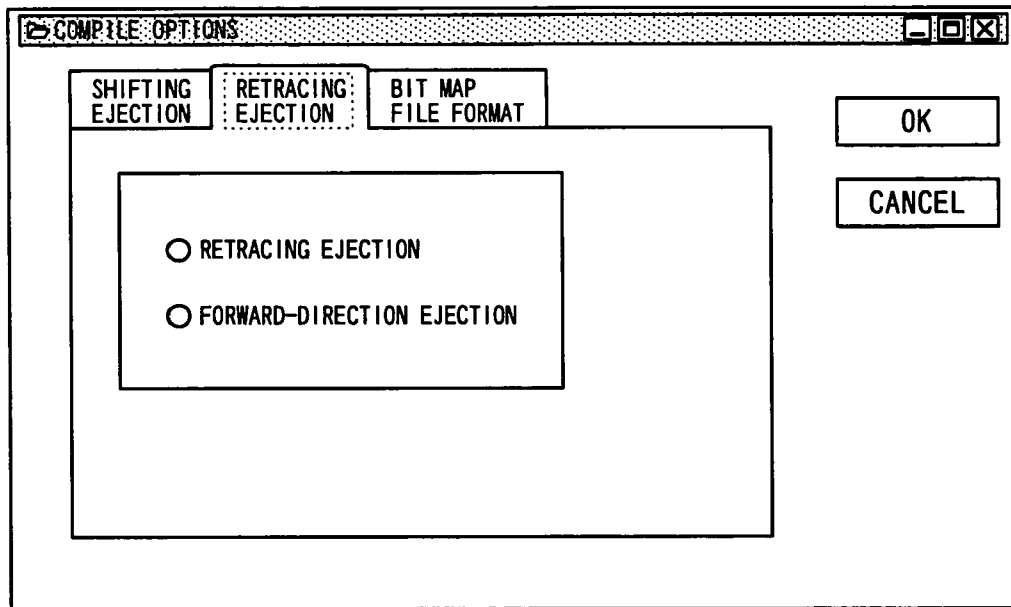 COMPILE OPTIONS
SHIFTING
EJECTION
RETRACING
EJECTION
BIT MAP
FILE FORMAT
OK
CANCEL
RETRACING EJECTION
FORWARD-DIRECTION EJECTION